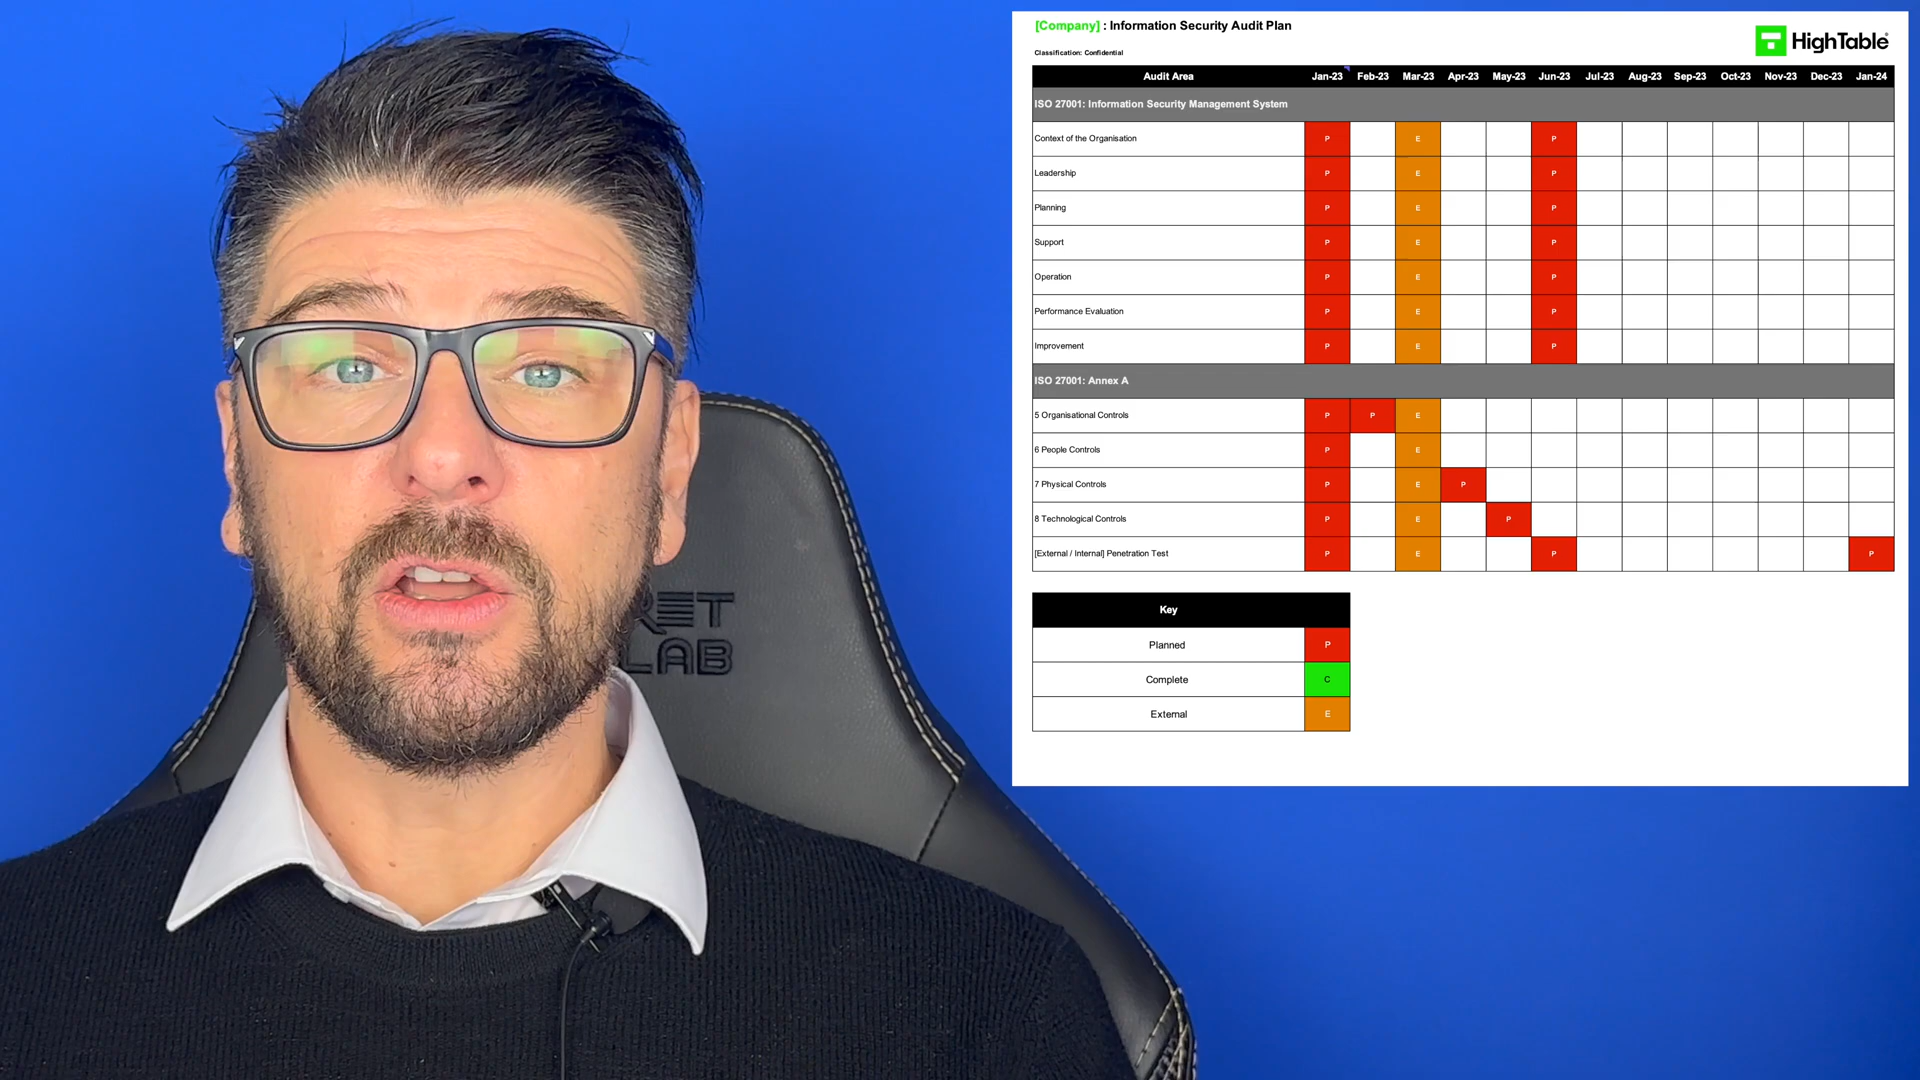 [Company] : Information Security Audit Plan
HighTable
Classification: Confidential
Audit Area Jan-23 Feb-23 Mar-23 Apr-23 May-23 Jun-23 Jul-23 Aug-23 Sep-23 Oct-23 Nov-23 Dec-23 Jan-24
ISO 27001: Information Security Management System
Context of the Organisation P E P
Leadership P E P
Planning P E P
Support P E P
Operation P E P
Performance Evaluation P E P
Improvement P E P
ISO 27001: Annex A
5 Organisational Controls P P E
6 People Controls P E
7 Physical Controls P E P
8 Technological Controls P E P
[External / Internal] Penetration Test P E P P
Key
Planned P
Complete C
External E
RET
LAB